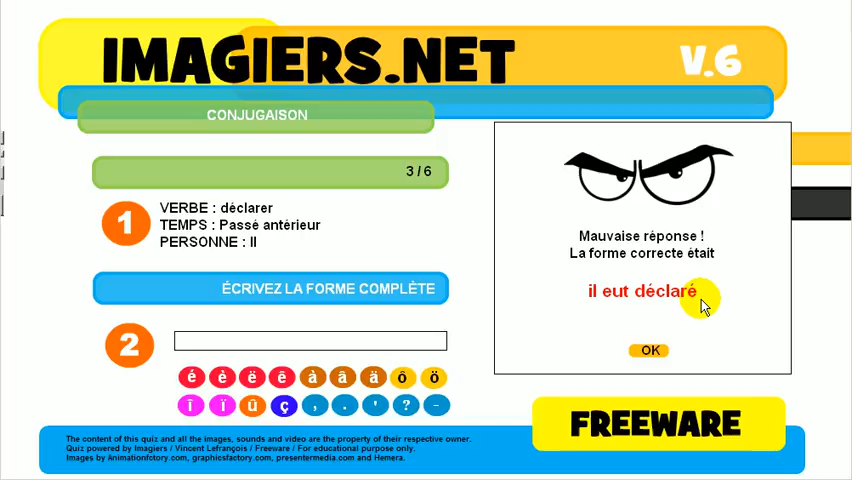 IMAGIERS.NET
V.6
CONJUGAISON
3 / 6
1
VERBE : déclarer
TEMPS : Passé antérieur
PERSONNE : Il
ÉCRIVEZ LA FORME COMPLÈTE
2
é è ë ê à â ä ô ö
î ï û ç , . ' ? -
Mauvaise réponse !
La forme correcte était
il eut déclaré
OK
FREEWARE
The content of this quiz and all the images, sounds and video are the property of their respective owner.
Quiz powered by Imagiers / Vincent Lefrançois / Freeware / For educational purpose only.
Images by Animationfctory.com, graphicsfactory.com, presentermedia.com and Hemera.